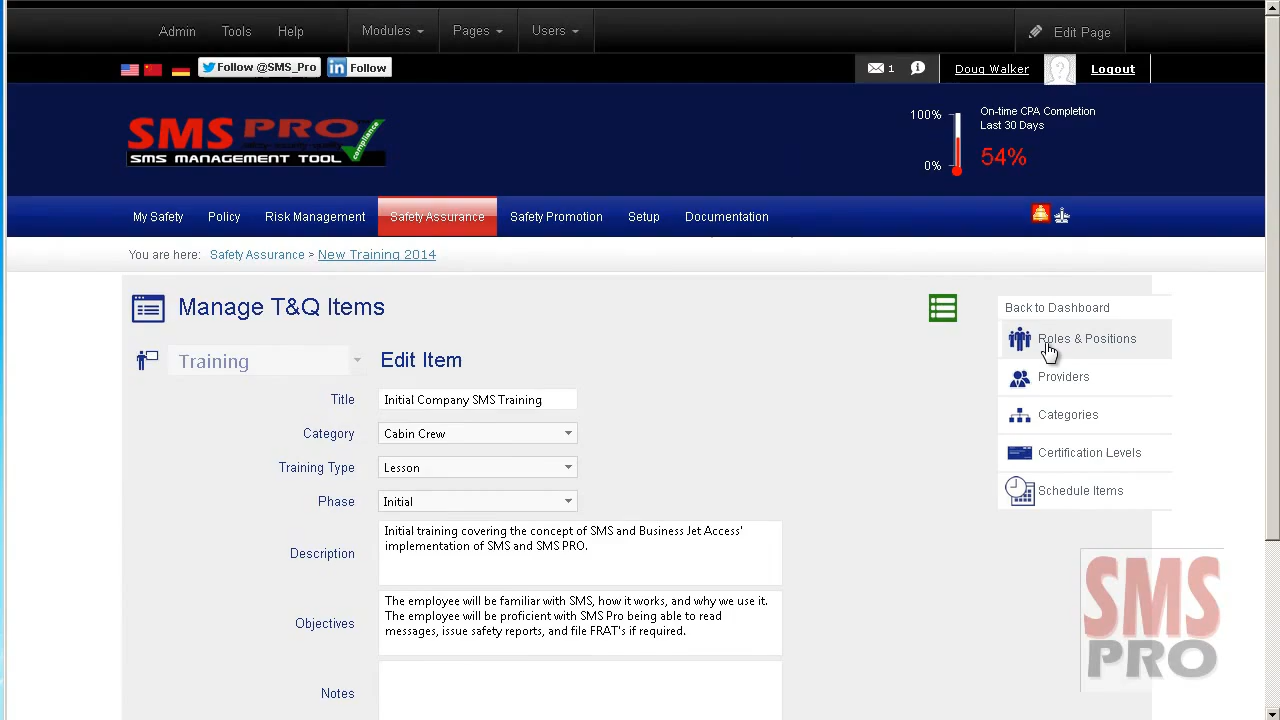 Admin Tools Help Modules Pages Users Edit Page
Follow @SMS_Pro in Follow 1 Doug Walker Logout
SMS PRO compliance
safety-security-quality
SMS MANAGEMENT TOOL
100%
0%
On-time CPA Completion
Last 30 Days
54%
My Safety Policy Risk Management Safety Assurance Safety Promotion Setup Documentation
You are here: Safety Assurance > New Training 2014
Manage T&Q Items
Training
Edit Item
Title Initial Company SMS Training
Category Cabin Crew
Training Type Lesson
Phase Initial
Description
Initial training covering the concept of SMS and Business Jet Access'
implementation of SMS and SMS PRO.
Objectives
The employee will be familiar with SMS, how it works, and why we use it.
The employee will be proficient with SMS Pro being able to read
messages, issue safety reports, and file FRAT's if required.
Notes
Back to Dashboard
Roles & Positions
Providers
Categories
Certification Levels
Schedule Items
SMS
PRO